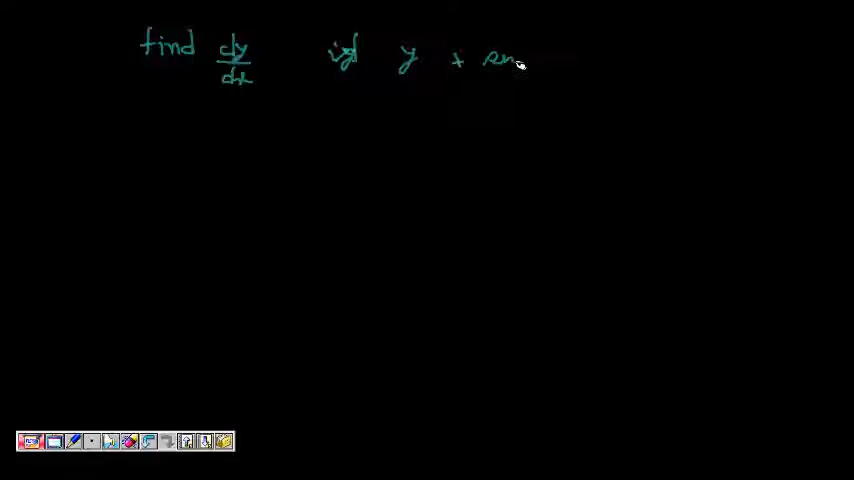 find dy/dx if y + sin